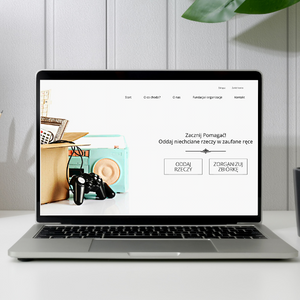 Start
O co chodzi?
O nas
Fundacja i organizacje
Kontakt
Zacznij Pomagać!
Oddaj niechciane rzeczy w zaufane ręce
ODDAJ
RZECZY
ZORGANIZUJ
ZBIÓRKĘ